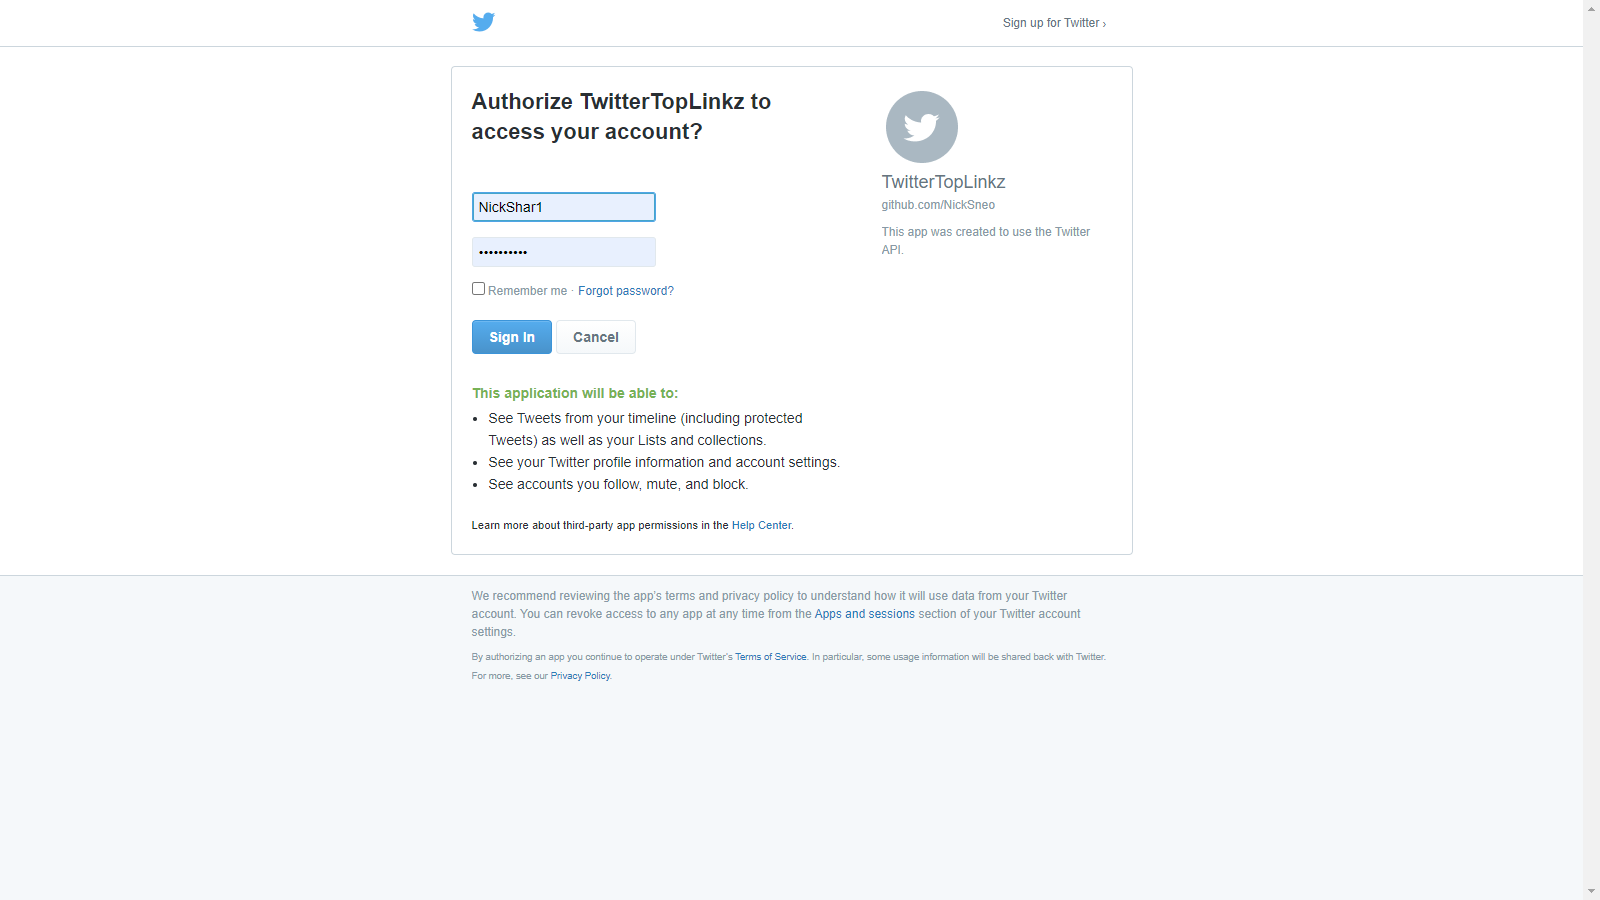 Sign up for Twitter ›
Authorize TwitterTopLinkz to
access your account?
NickShar1
••••••••••
Remember me · Forgot password?
Sign In Cancel
This application will be able to:
• See Tweets from your timeline (including protected
Tweets) as well as your Lists and collections.
• See your Twitter profile information and account settings.
• See accounts you follow, mute, and block.
Learn more about third-party app permissions in the Help Center.
TwitterTopLinkz
github.com/NickSneo
This app was created to use the Twitter
API.
We recommend reviewing the app's terms and privacy policy to understand how it will use data from your Twitter
account. You can revoke access to any app at any time from the Apps and sessions section of your Twitter account
settings.
By authorizing an app you continue to operate under Twitter's Terms of Service. In particular, some usage information will be shared back with Twitter.
For more, see our Privacy Policy.